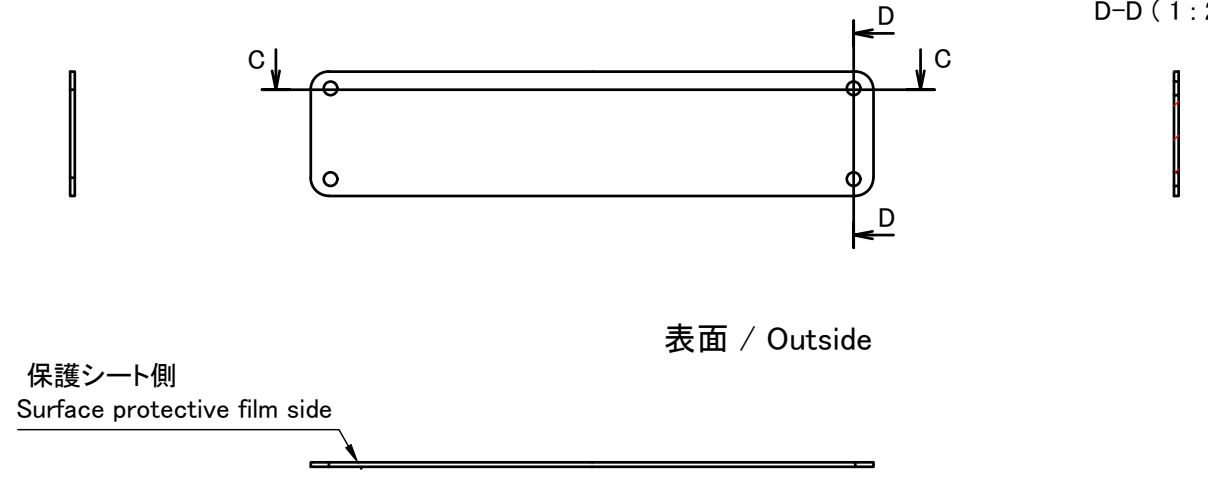 D
D-D ( 1 : 2
C
C
D
表面 / Outside
保護シート側
Surface protective film side